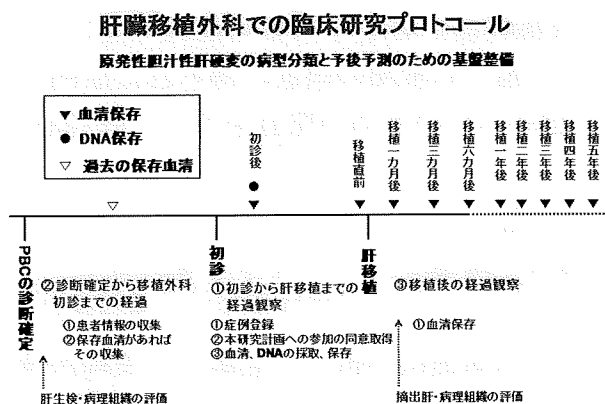 肝臓移植外科での臨床研究プロトコール
原発性胆汁性肝硬変の病型分類と予後予測のための基盤整備
▼ 血清保存
● DNA保存
▽ 過去の保存血清
初診後
移植直前
移植一カ月後
移植三カ月後
移植六カ月後
移植一年後
移植二年後
移植三年後
移植四年後
移植五年後
PBCの診断確定
初診
肝移植
②診断確定から移植外科
初診までの経過
①患者情報の収集
②保存血清があれば
その収集
①初診から肝移植までの
経過観察
①症例登録
②本研究計画への参加の同意取得
③血清、DNAの採取、保存
③移植後の経過観察
①血清保存
肝生検・病理組織の評価
摘出肝・病理組織の評価